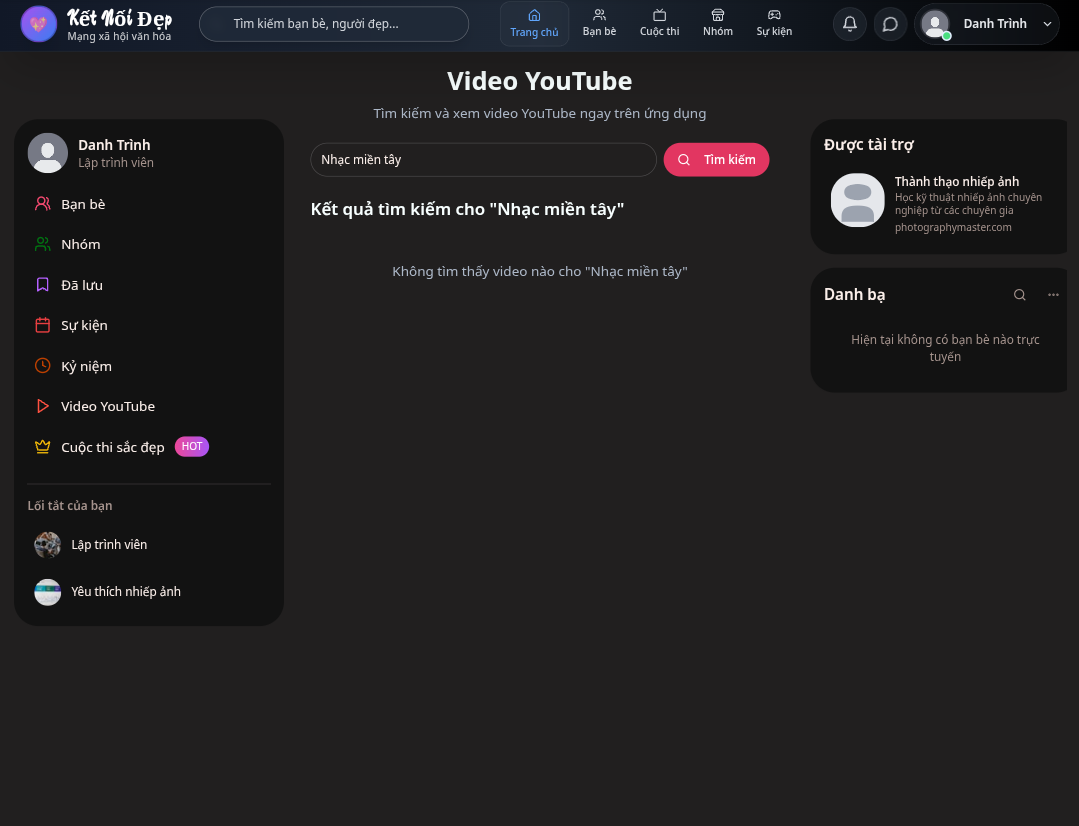 Kết Nối Đẹp
Mạng xã hội văn hóa
Tìm kiếm bạn bè, người đẹp...
Trang chủ
Bạn bè
Cuộc thi
Nhóm
Sự kiện
Danh Trình
Video YouTube
Tìm kiếm và xem video YouTube ngay trên ứng dụng
Nhạc miền tây
Tìm kiếm
Kết quả tìm kiếm cho "Nhạc miền tây"
Không tìm thấy video nào cho "Nhạc miền tây"
Danh Trình
Lập trình viên
Bạn bè
Nhóm
Đã lưu
Sự kiện
Kỷ niệm
Video YouTube
Cuộc thi sắc đẹp
HOT
Lối tắt của bạn
Lập trình viên
Yêu thích nhiếp ảnh
Được tài trợ
Thành thạo nhiếp ảnh
Học kỹ thuật nhiếp ảnh chuyên
nghiệp từ các chuyên gia
photographymaster.com
Danh bạ
Hiện tại không có bạn bè nào trực
tuyến